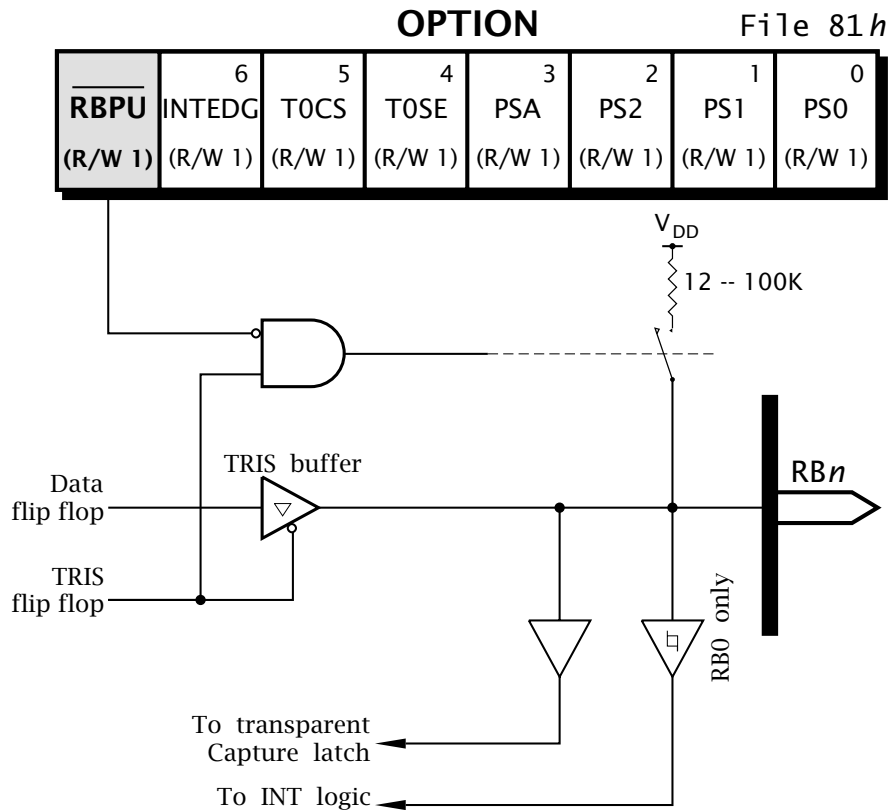 OPTION File 81h
6 5 4 3 2 1 0
RBPU INTEDG T0CS T0SE PSA PS2 PS1 PS0
(R/W 1) (R/W 1) (R/W 1) (R/W 1) (R/W 1) (R/W 1) (R/W 1) (R/W 1)
VDD
12 -- 100K
TRIS buffer
Data
flip flop
RBn
TRIS
flip flop
RB0 only
To transparent
Capture latch
To INT logic